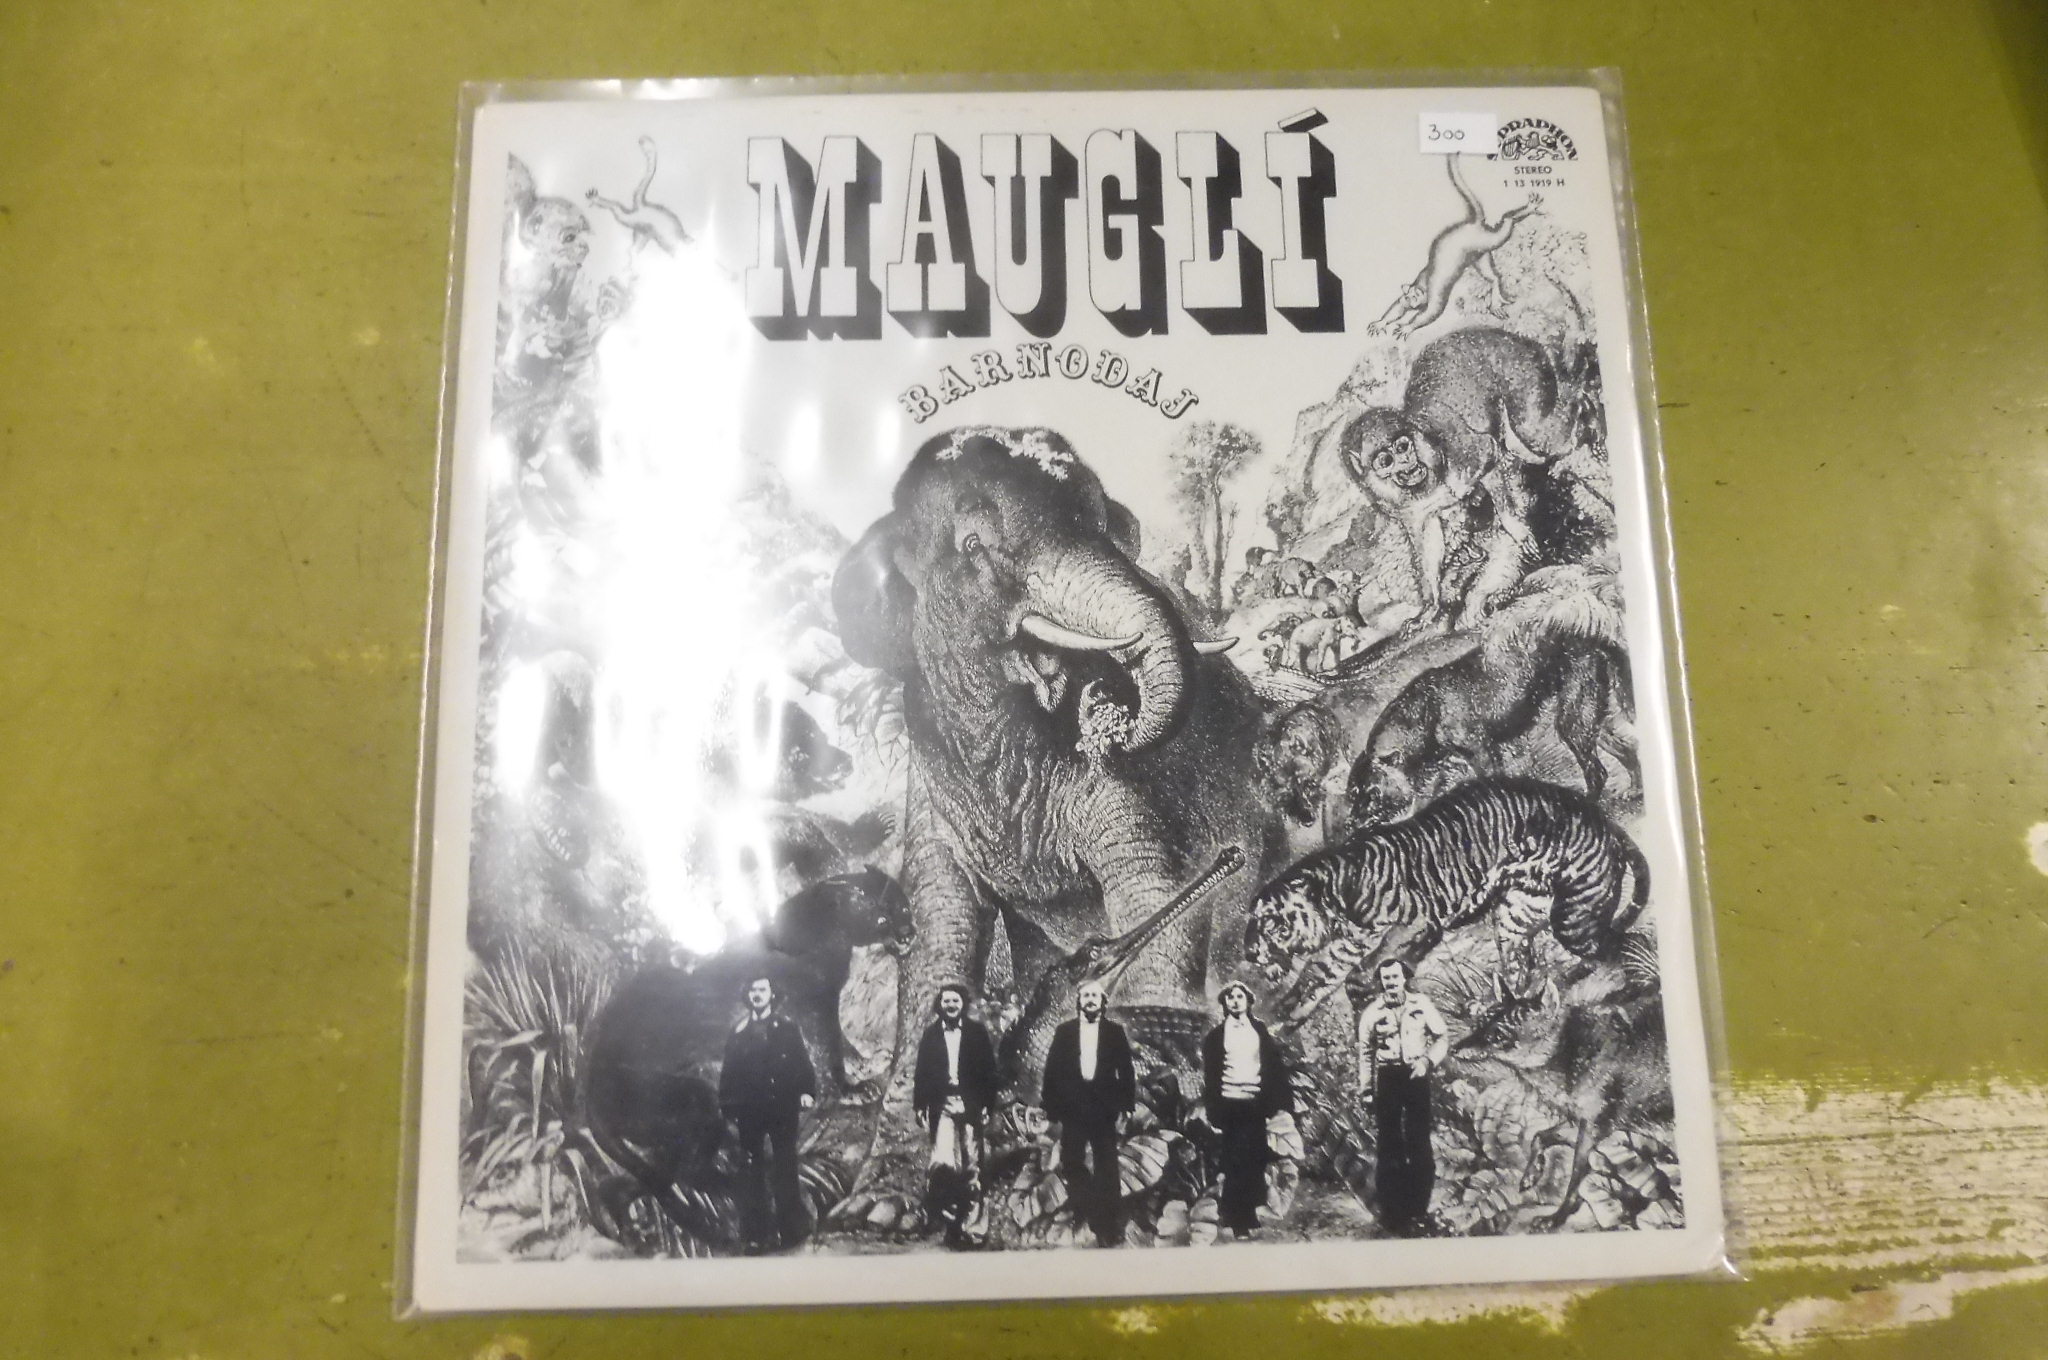 MAUGLÍ
BARNODAJ
300
STEREO
1 13 1919 H